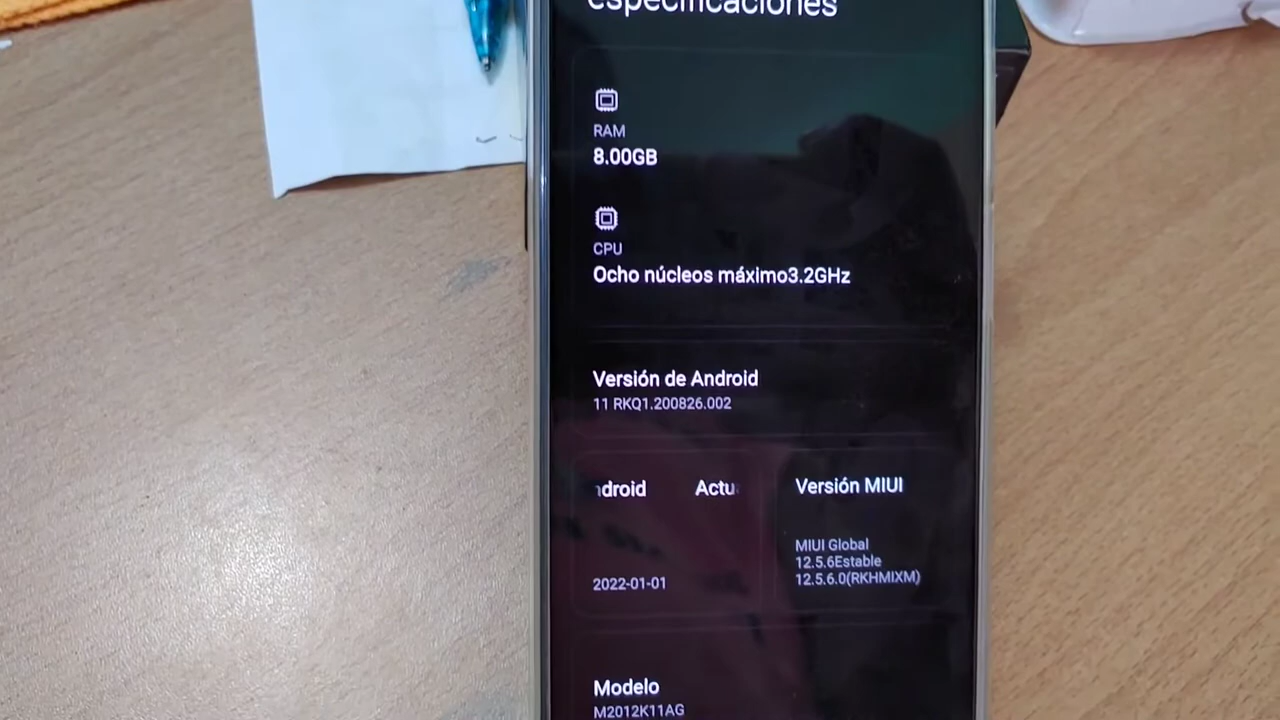 especificaciones
RAM
8.00GB
CPU
Ocho núcleos máximo3.2GHz
Versión de Android
11 RKQ1.200826.002
ndroid Actu
2022-01-01
Versión MIUI
MIUI Global
12.5.6Estable
12.5.6.0(RKHMIXM)
Modelo
M2012K11AG